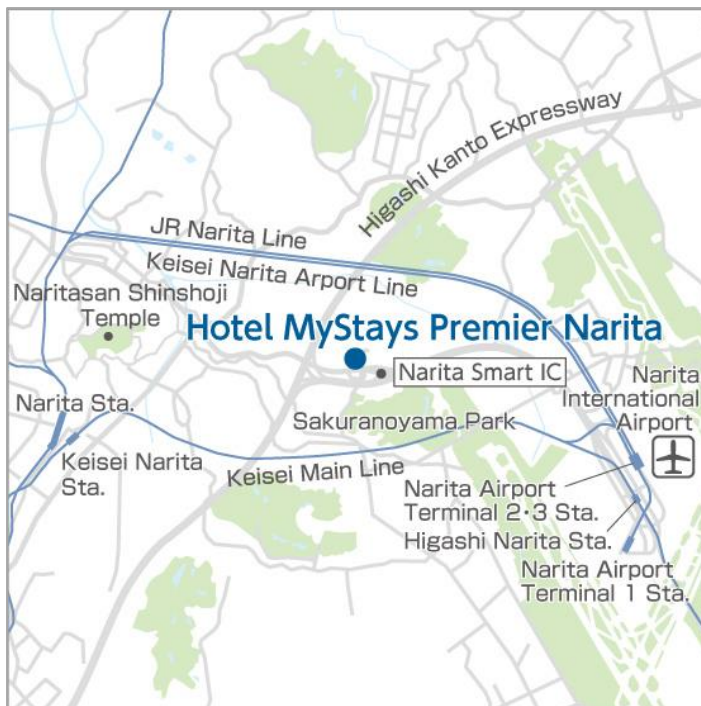 Higashi Kanto Expressway
JR Narita Line
Keisei Narita Arport Line
Naritasan Shinshoji
Temple
Hotel MyStays Premier Narita
Narita Smart IC
Narita
International
Airport
Narita Sta.
Sakuranoyama Park
Keisei Narita
Sta.
Keisei Main Line
Narita Airport
Terminal 2・3 Sta.
Higashi Narita Sta.
Narita Airport
Terminal 1 Sta.